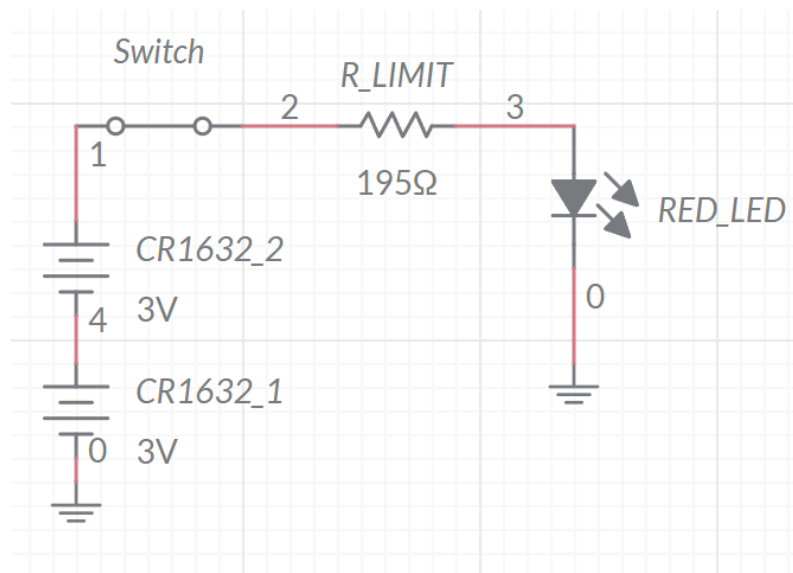 Switch
R_LIMIT
2
3
1
195Ω
RED_LED
CR1632_2
0
3V
4
CR1632_1
0
3V